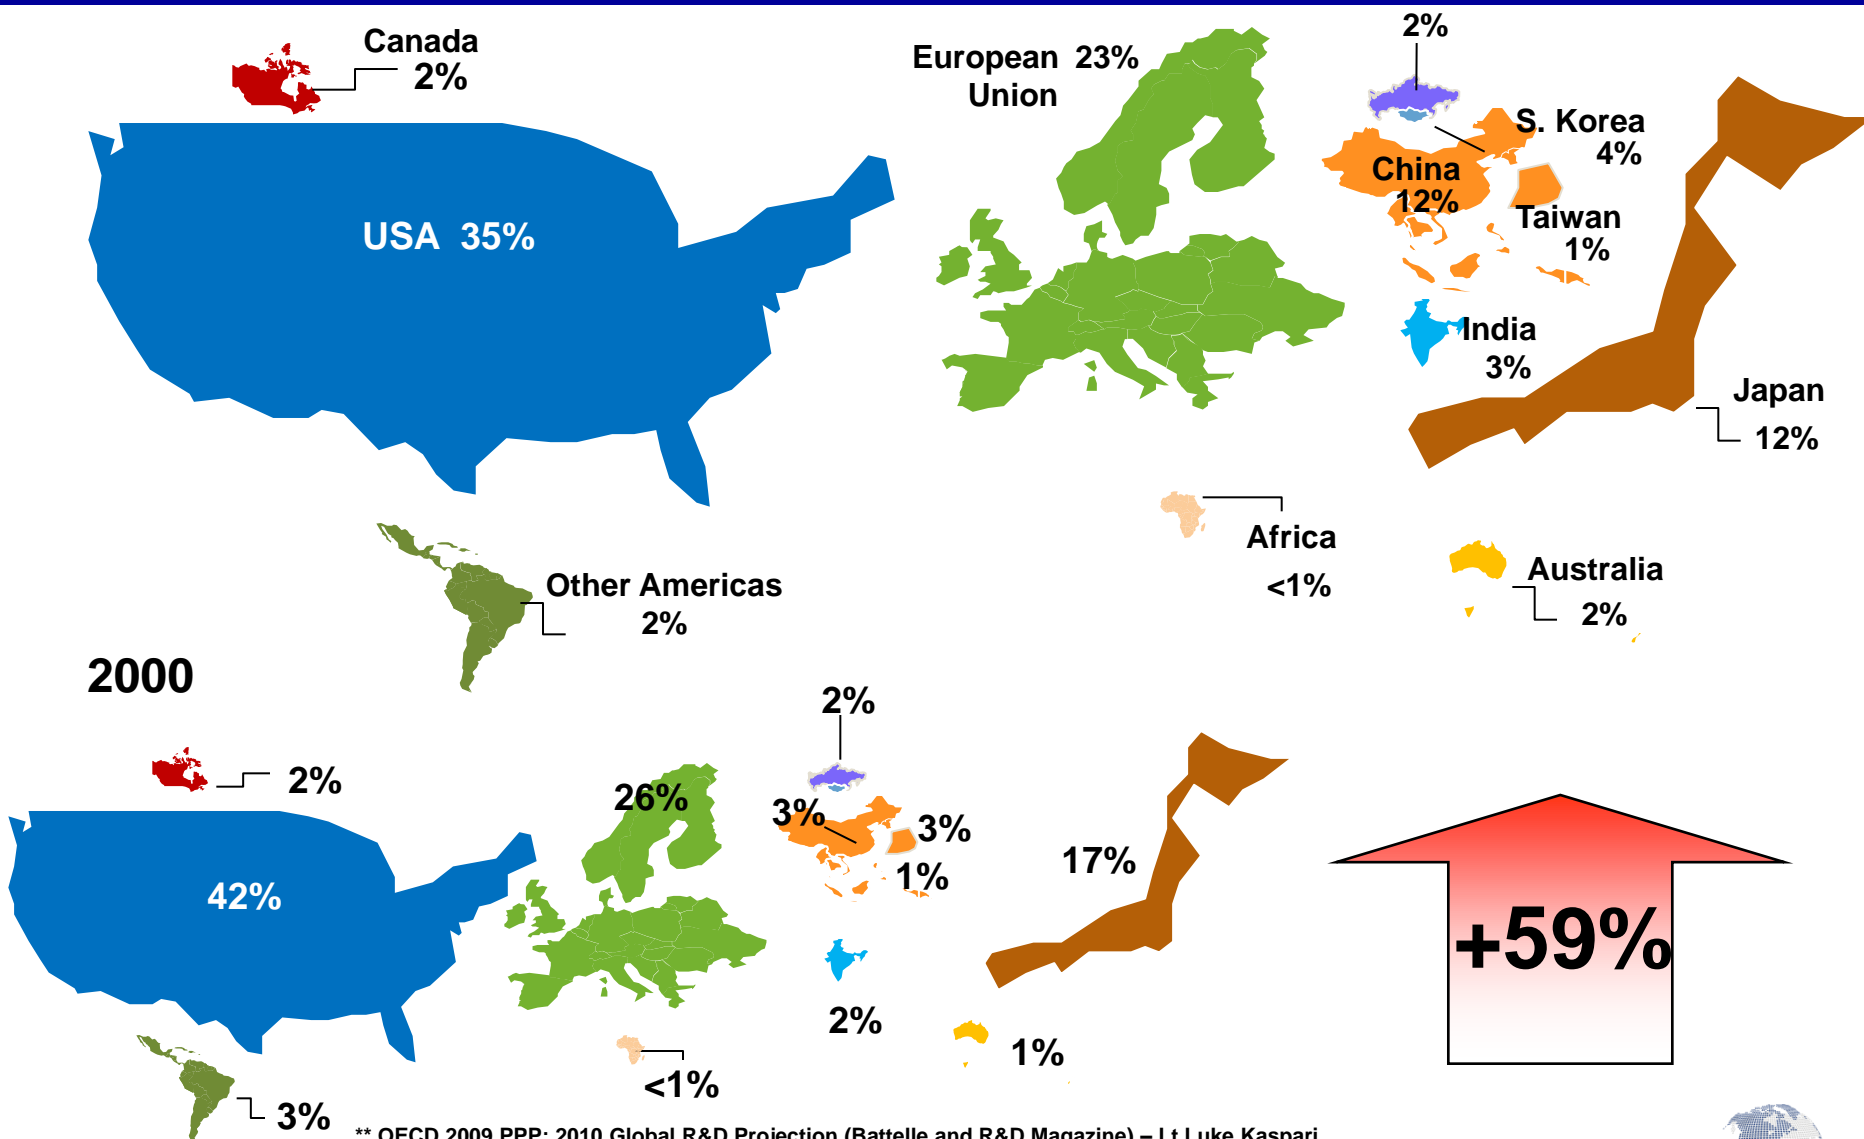 Canada
2%
European 23%
Union
2%
S. Korea
4%
China
12%
USA 35%
Taiwan
1%
India
3%
Japan
12%
Africa
<1%
Australia
2%
Other Americas
2%
2000
2%
2%
26%
3%
3%
1%
17%
42%
+59%
2%
1%
<1%
3%
** OECD 2009 PPP; 2010 Global R&D Projection (Battelle and R&D Magazine) – Lt Luke Kaspari